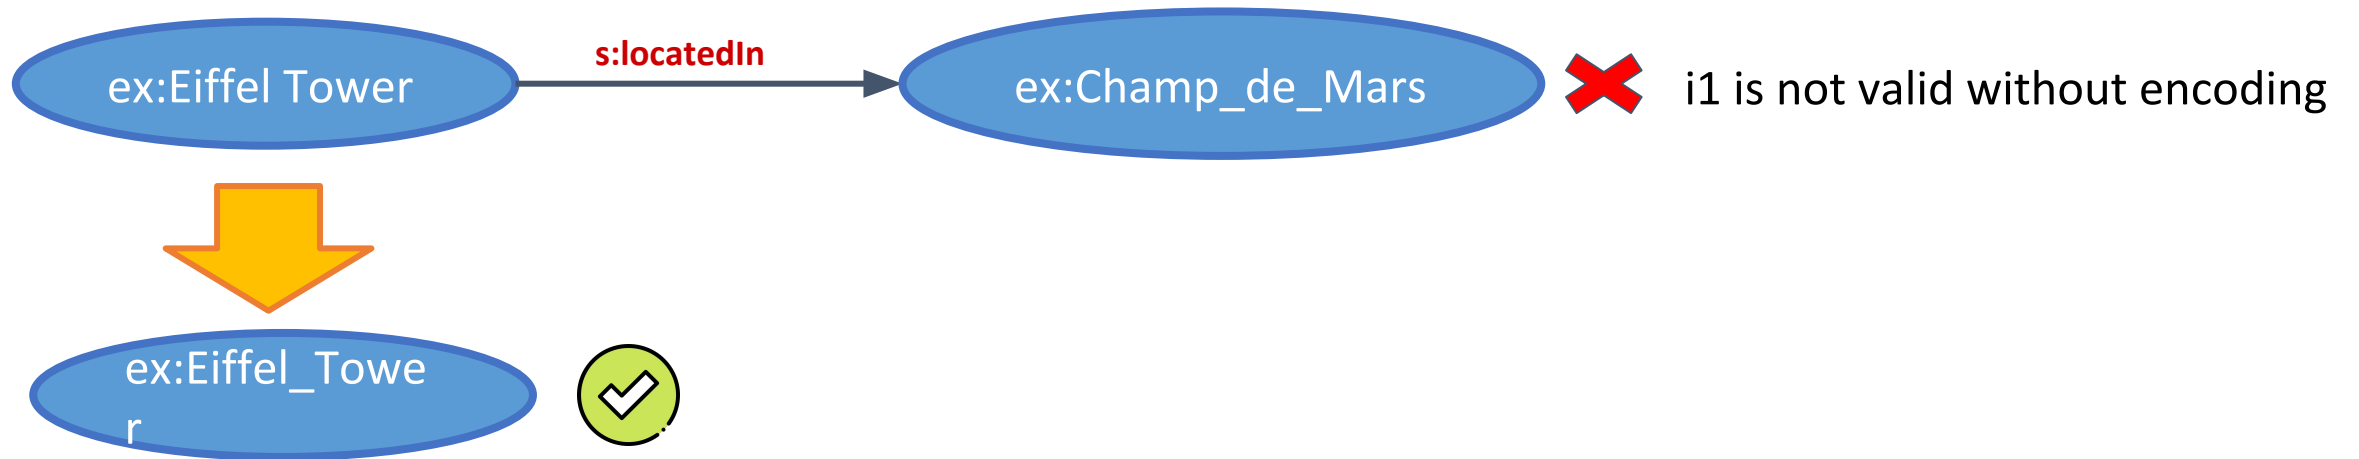 s:locatedIn
ex:Eiffel Tower
ex:Champ_de_Mars
i1 is not valid without encoding
ex:Eiffel_Towe
r